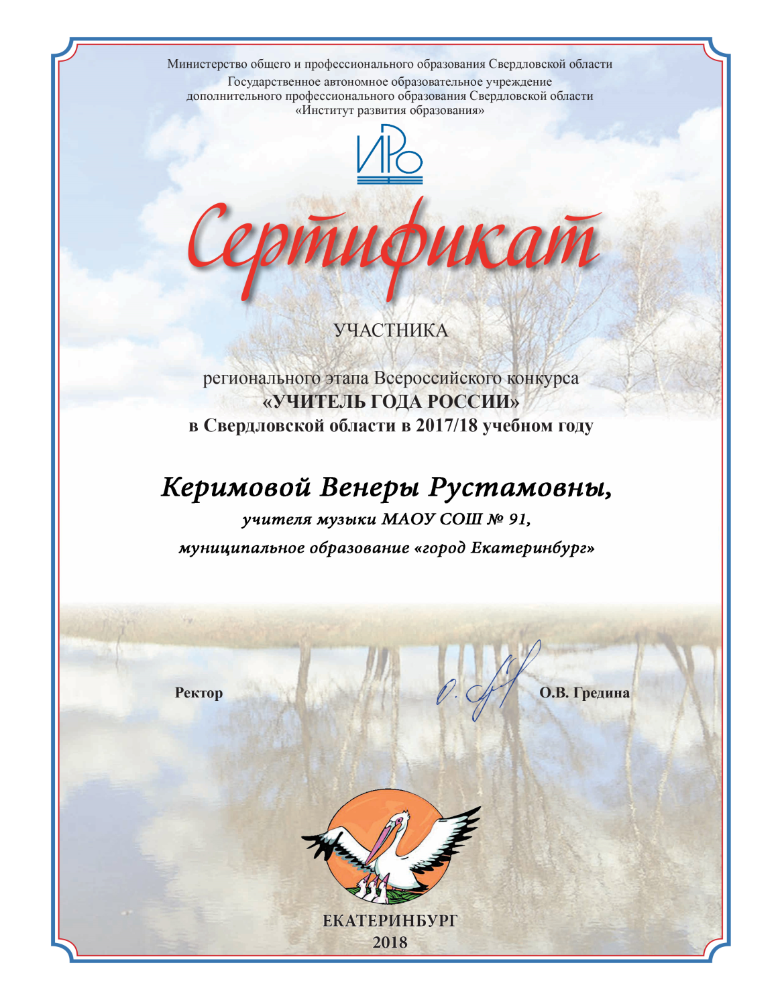 Министерство общего и профессионального образования Свердловской области
Государственное автономное образовательное учреждение
дополнительного профессионального образования Свердловской области
«Институт развития образования»
ИРО
Сертификат
УЧАСТНИКА
регионального этапа Всероссийского конкурса
«УЧИТЕЛЬ ГОДА РОССИИ»
в Свердловской области в 2017/18 учебном году
Керимовой Венеры Рустамовны,
учителя музыки МАОУ СОШ № 91,
муниципальное образование «город Екатеринбург»
Ректор О.В. Гредина
ЕКАТЕРИНБУРГ
2018